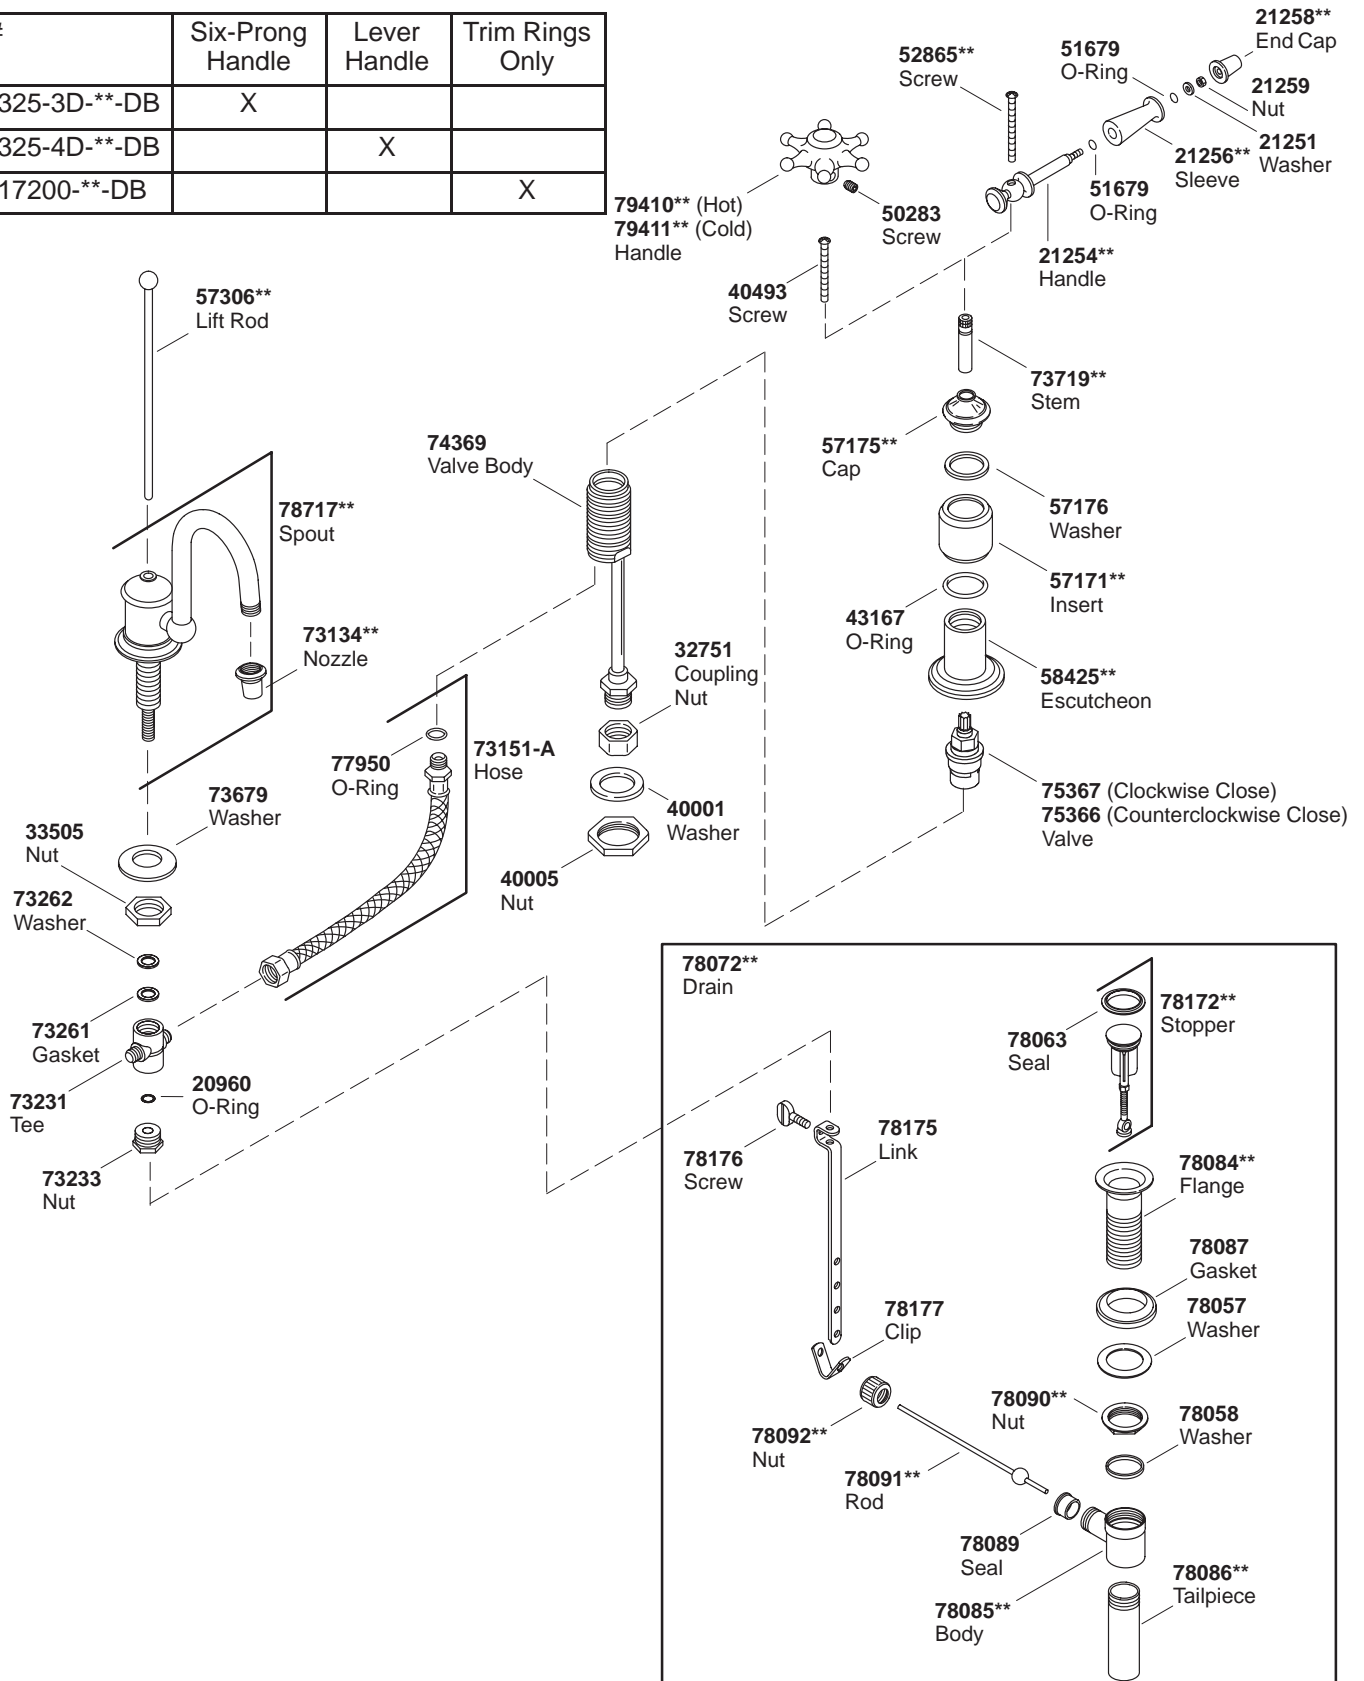 #
Six-Prong Handle
Lever Handle
Trim Rings Only
325-3D-**-DB X
325-4D-**-DB X
17200-**-DB X
21258**
End Cap
51679
O-Ring
52865**
Screw
21259
Nut
21251
Washer
21256**
Sleeve
51679
O-Ring
79410** (Hot)
79411** (Cold)
Handle
50283
Screw
21254**
Handle
40493
Screw
57306**
Lift Rod
73719**
Stem
74369
Valve Body
57175**
Cap
78717**
Spout
57176
Washer
57171**
Insert
43167
O-Ring
73134**
Nozzle
32751
Coupling
Nut
58425**
Escutcheon
77950
O-Ring
73151-A
Hose
73679
Washer
40001
Washer
75367 (Clockwise Close)
75366 (Counterclockwise Close)
Valve
33505
Nut
40005
Nut
73262
Washer
78072**
Drain
78172**
Stopper
73261
Gasket
78063
Seal
20960
O-Ring
73231
Tee
78175
Link
78176
Screw
73233
Nut
78084**
Flange
78087
Gasket
78177
Clip
78057
Washer
78090**
Nut
78058
Washer
78092**
Nut
78091**
Rod
78089
Seal
78086**
Tailpiece
78085**
Body